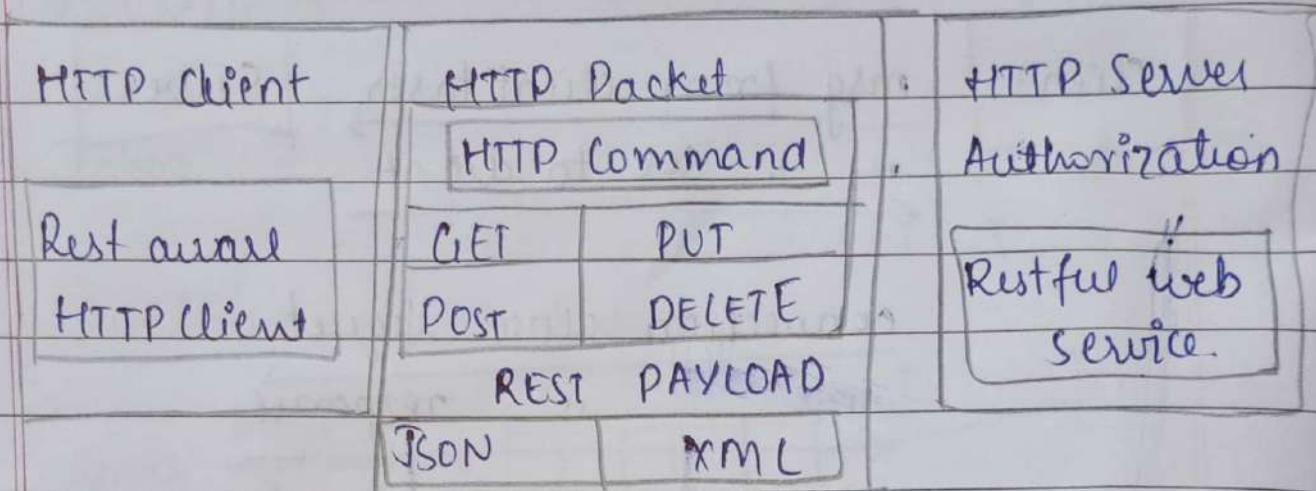 HTTP Client
Rest aware
HTTP Client
HTTP Packet
HTTP Command
GET PUT
POST DELETE
REST PAYLOAD
JSON XML
HTTP Server
Authorization
Restful web
service.